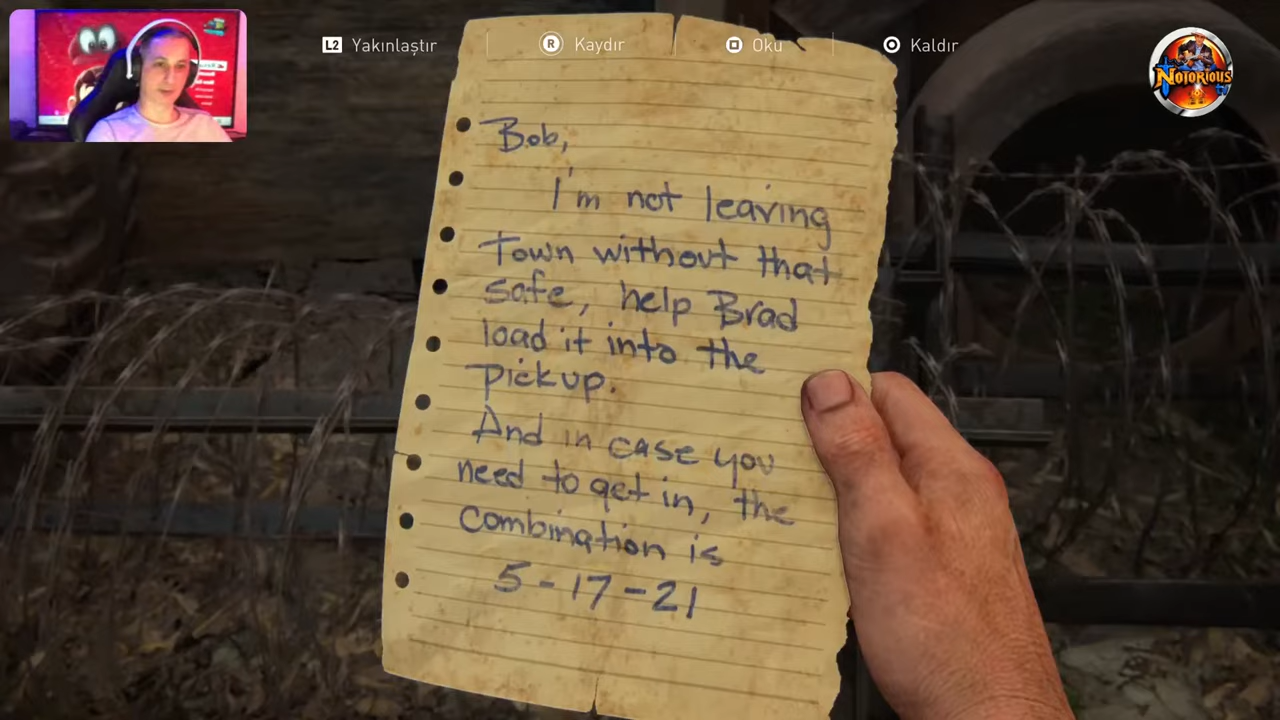 L2 Yakınlaştır R Kaydır Oku Kaldır
NOTORIOUS
tv
Bob,
I'm not leaving
Town without that
safe, help Brad
load it into the
pickup.
And in case you
need to get in, the
combination is
5-17-21